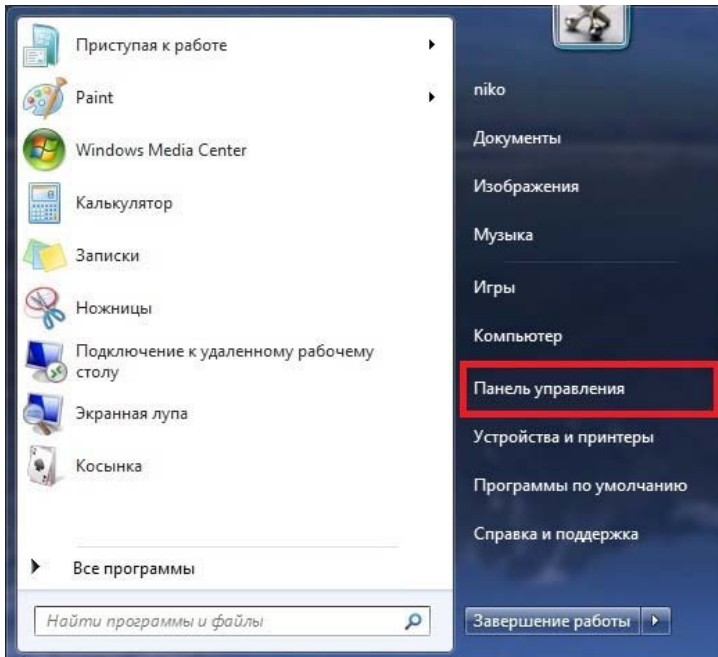 Приступая к работе
Paint
Windows Media Center
Калькулятор
Записки
Ножницы
Подключение к удаленному рабочему
столу
Экранная лупа
Косынка
Все программы
Найти программы и файлы
niko
Документы
Изображения
Музыка
Игры
Компьютер
Панель управления
Устройства и принтеры
Программы по умолчанию
Справка и поддержка
Завершение работы